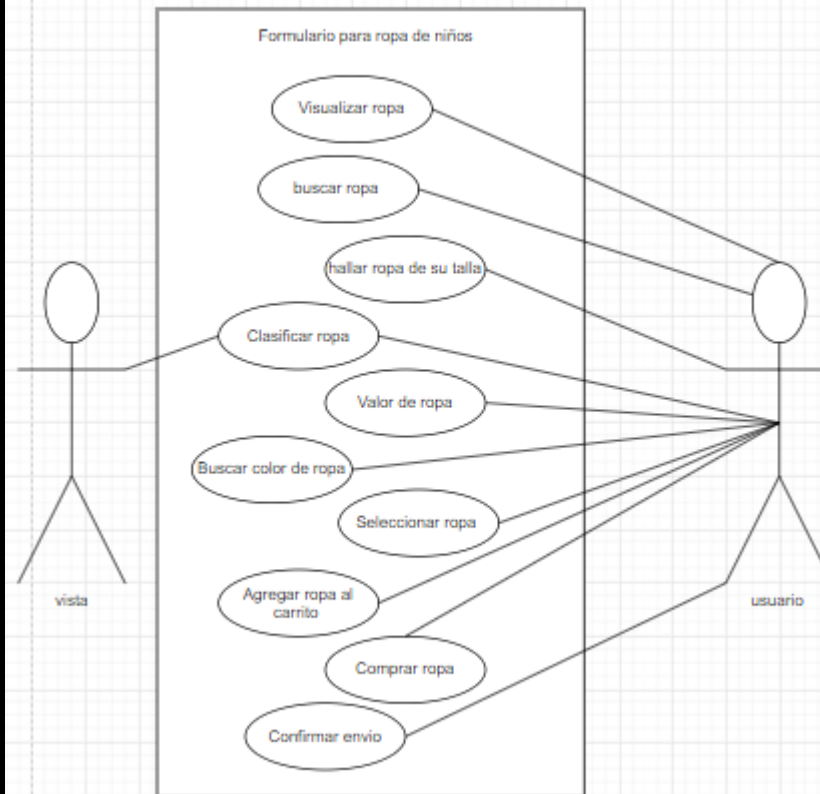 Formulario para ropa de niños
Visualizar ropa
buscar ropa
hallar ropa de su talla
Clasificar ropa
Valor de ropa
Buscar color de ropa
Seleccionar ropa
Agregar ropa al
carrito
vista
usuario
Comprar ropa
Confirmar envio